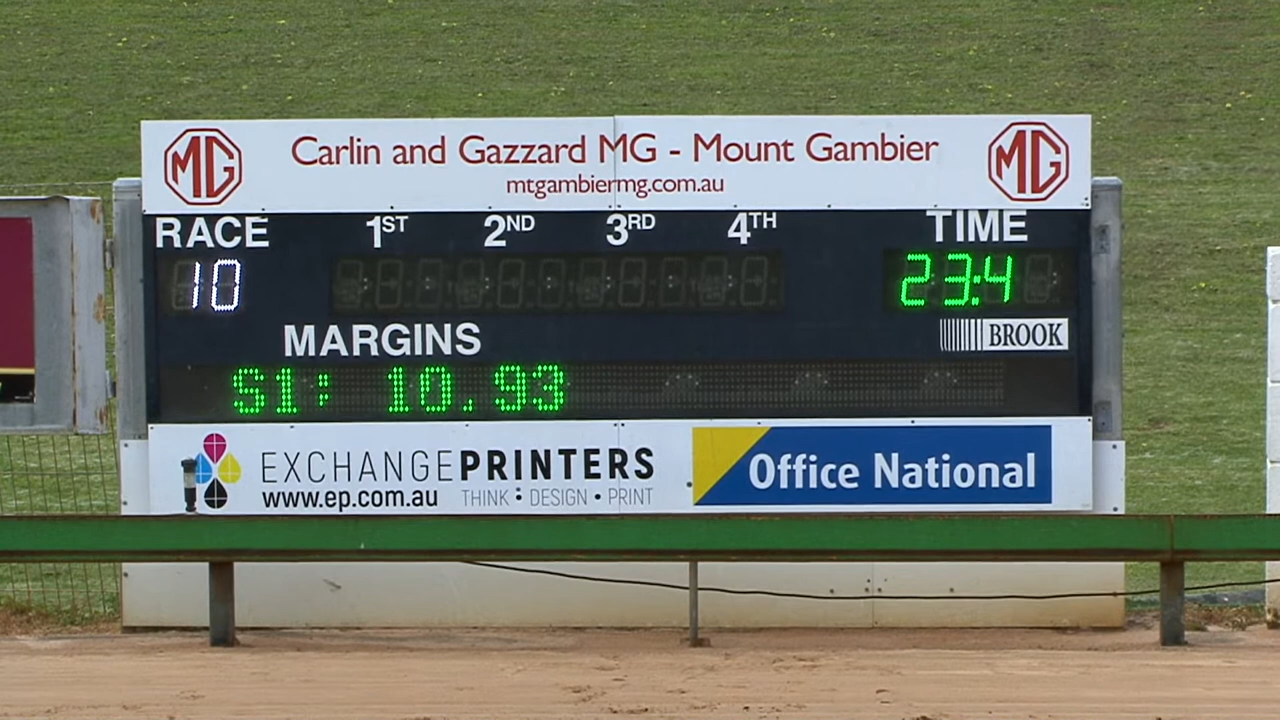 MG Carlin and Gazzard MG - Mount Gambier MG
mtgambiermg.com.au
RACE 1ST 2ND 3RD 4TH TIME
10 23:4
MARGINS BROOK
S1: 10.93
EXCHANGEPRINTERS Office National
www.ep.com.au THINK : DESIGN • PRINT